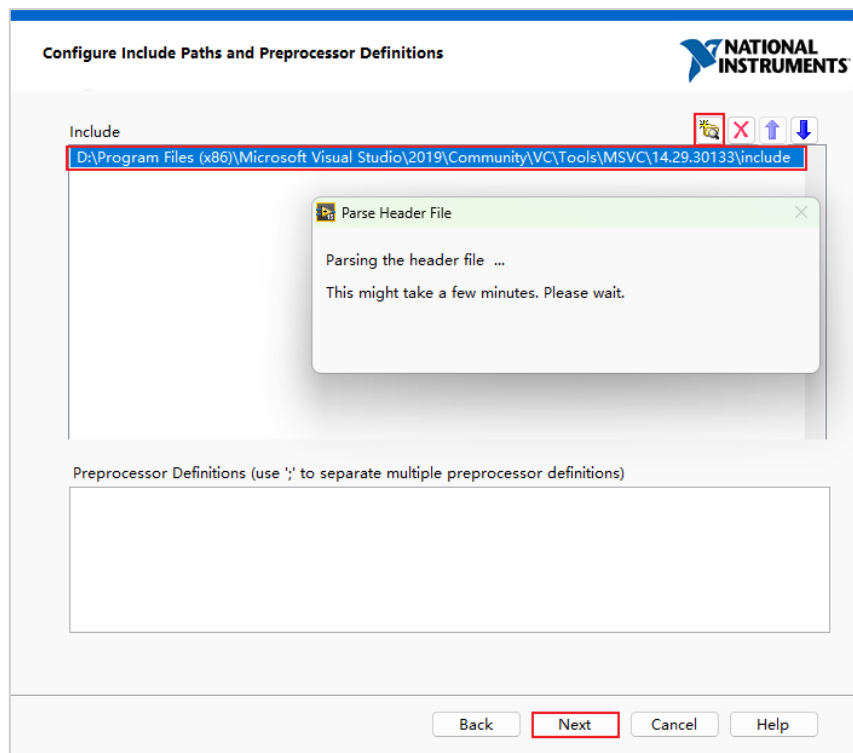 Configure Include Paths and Preprocessor Definitions
NATIONAL
INSTRUMENTS
Include
D:\Program Files (x86)\Microsoft Visual Studio\2019\Community\VC\Tools\MSVC\14.29.30133\include
Parse Header File
Parsing the header file ...
This might take a few minutes. Please wait.
Preprocessor Definitions (use ';' to separate multiple preprocessor definitions)
Back Next Cancel Help